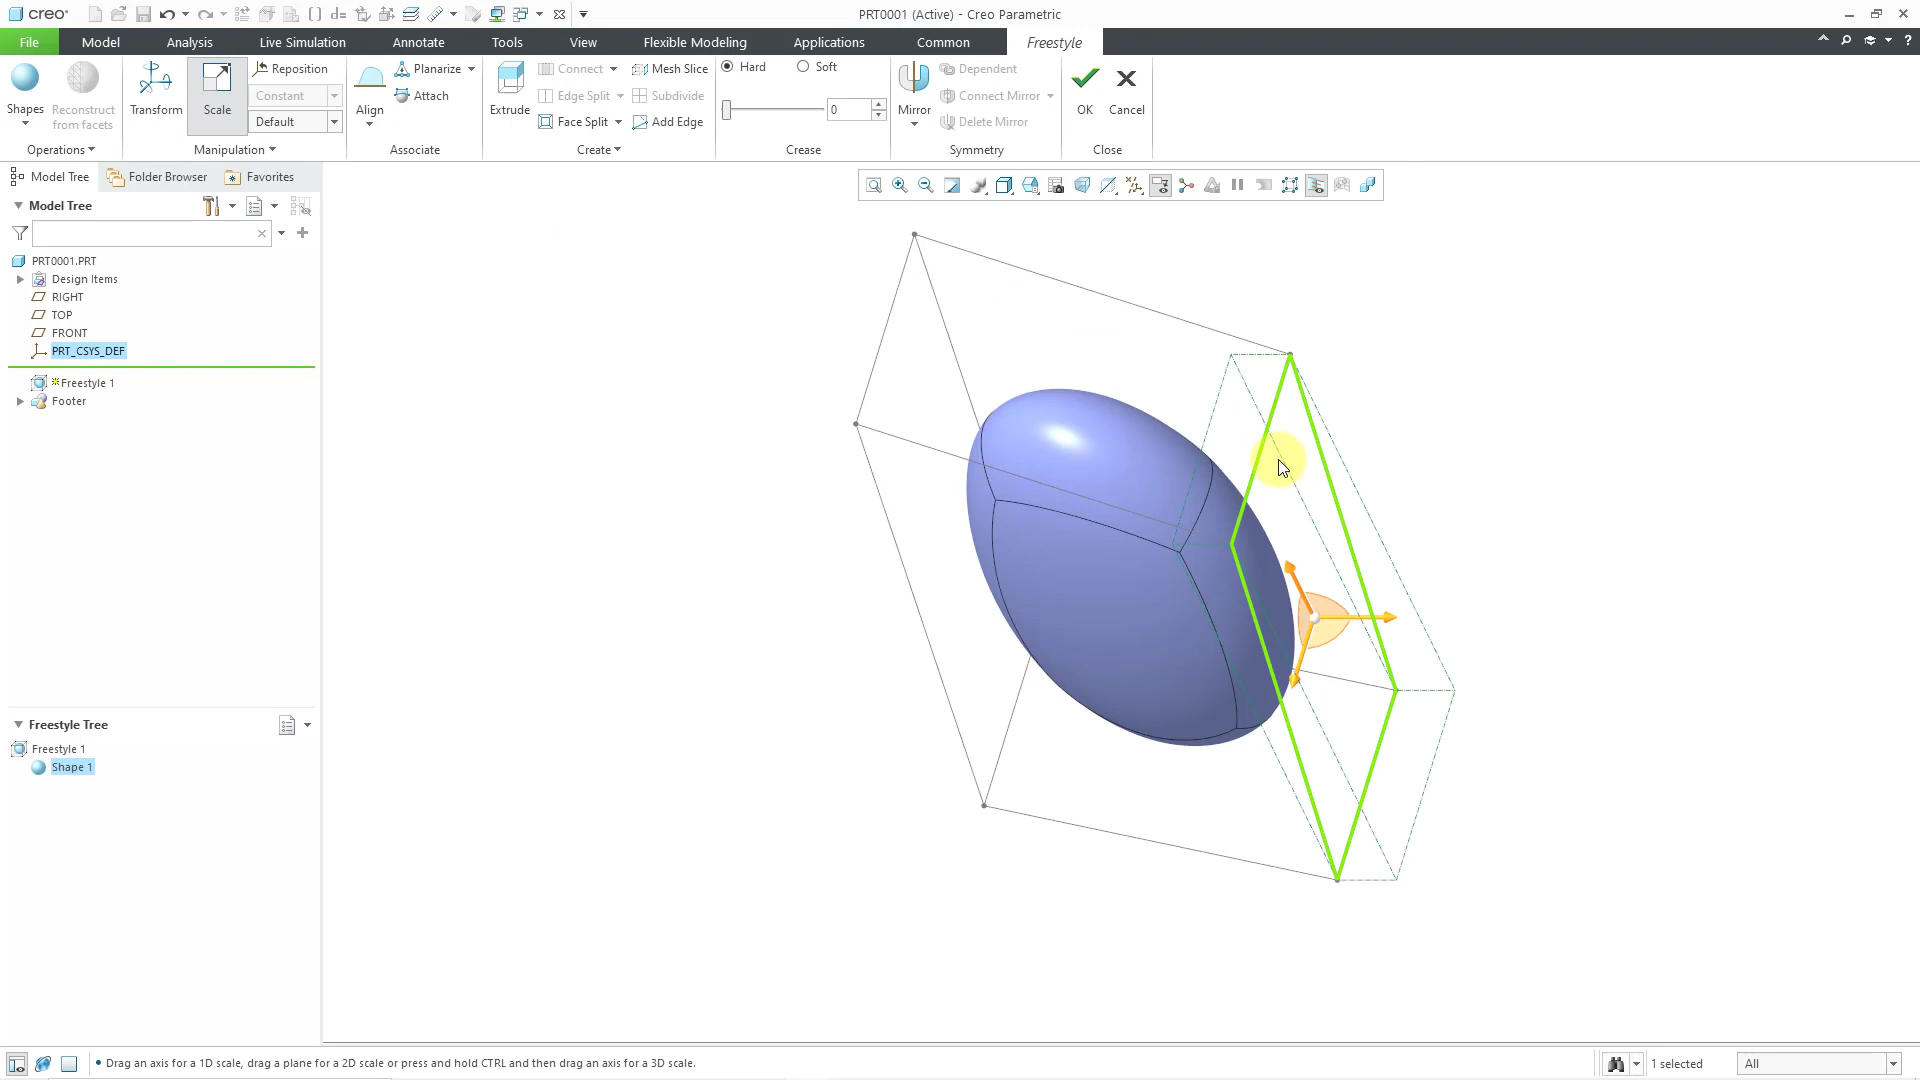 creo
PRT0001 (Active) - Creo Parametric
File
Model
Analysis
Live Simulation
Annotate
Tools
View
Flexible Modeling
Applications
Common
Freestyle
Shapes
Reconstruct
from facets
Transform
Scale
Reposition
Constant
Default
Align
Planarize
Attach
Extrude
Connect
Edge Split
Face Split
Mesh Slice
Subdivide
Add Edge
Hard
Soft
0
Mirror
Dependent
Connect Mirror
Delete Mirror
OK
Cancel
Operations
Manipulation
Associate
Create
Crease
Symmetry
Close
Model Tree
Folder Browser
Favorites
Model Tree
PRT0001.PRT
Design Items
RIGHT
TOP
FRONT
PRT_CSYS_DEF
Freestyle 1
Footer
Freestyle Tree
Freestyle 1
Shape 1
• Drag an axis for a 1D scale, drag a plane for a 2D scale or press and hold CTRL and then drag an axis for a 3D scale.
1 selected
All